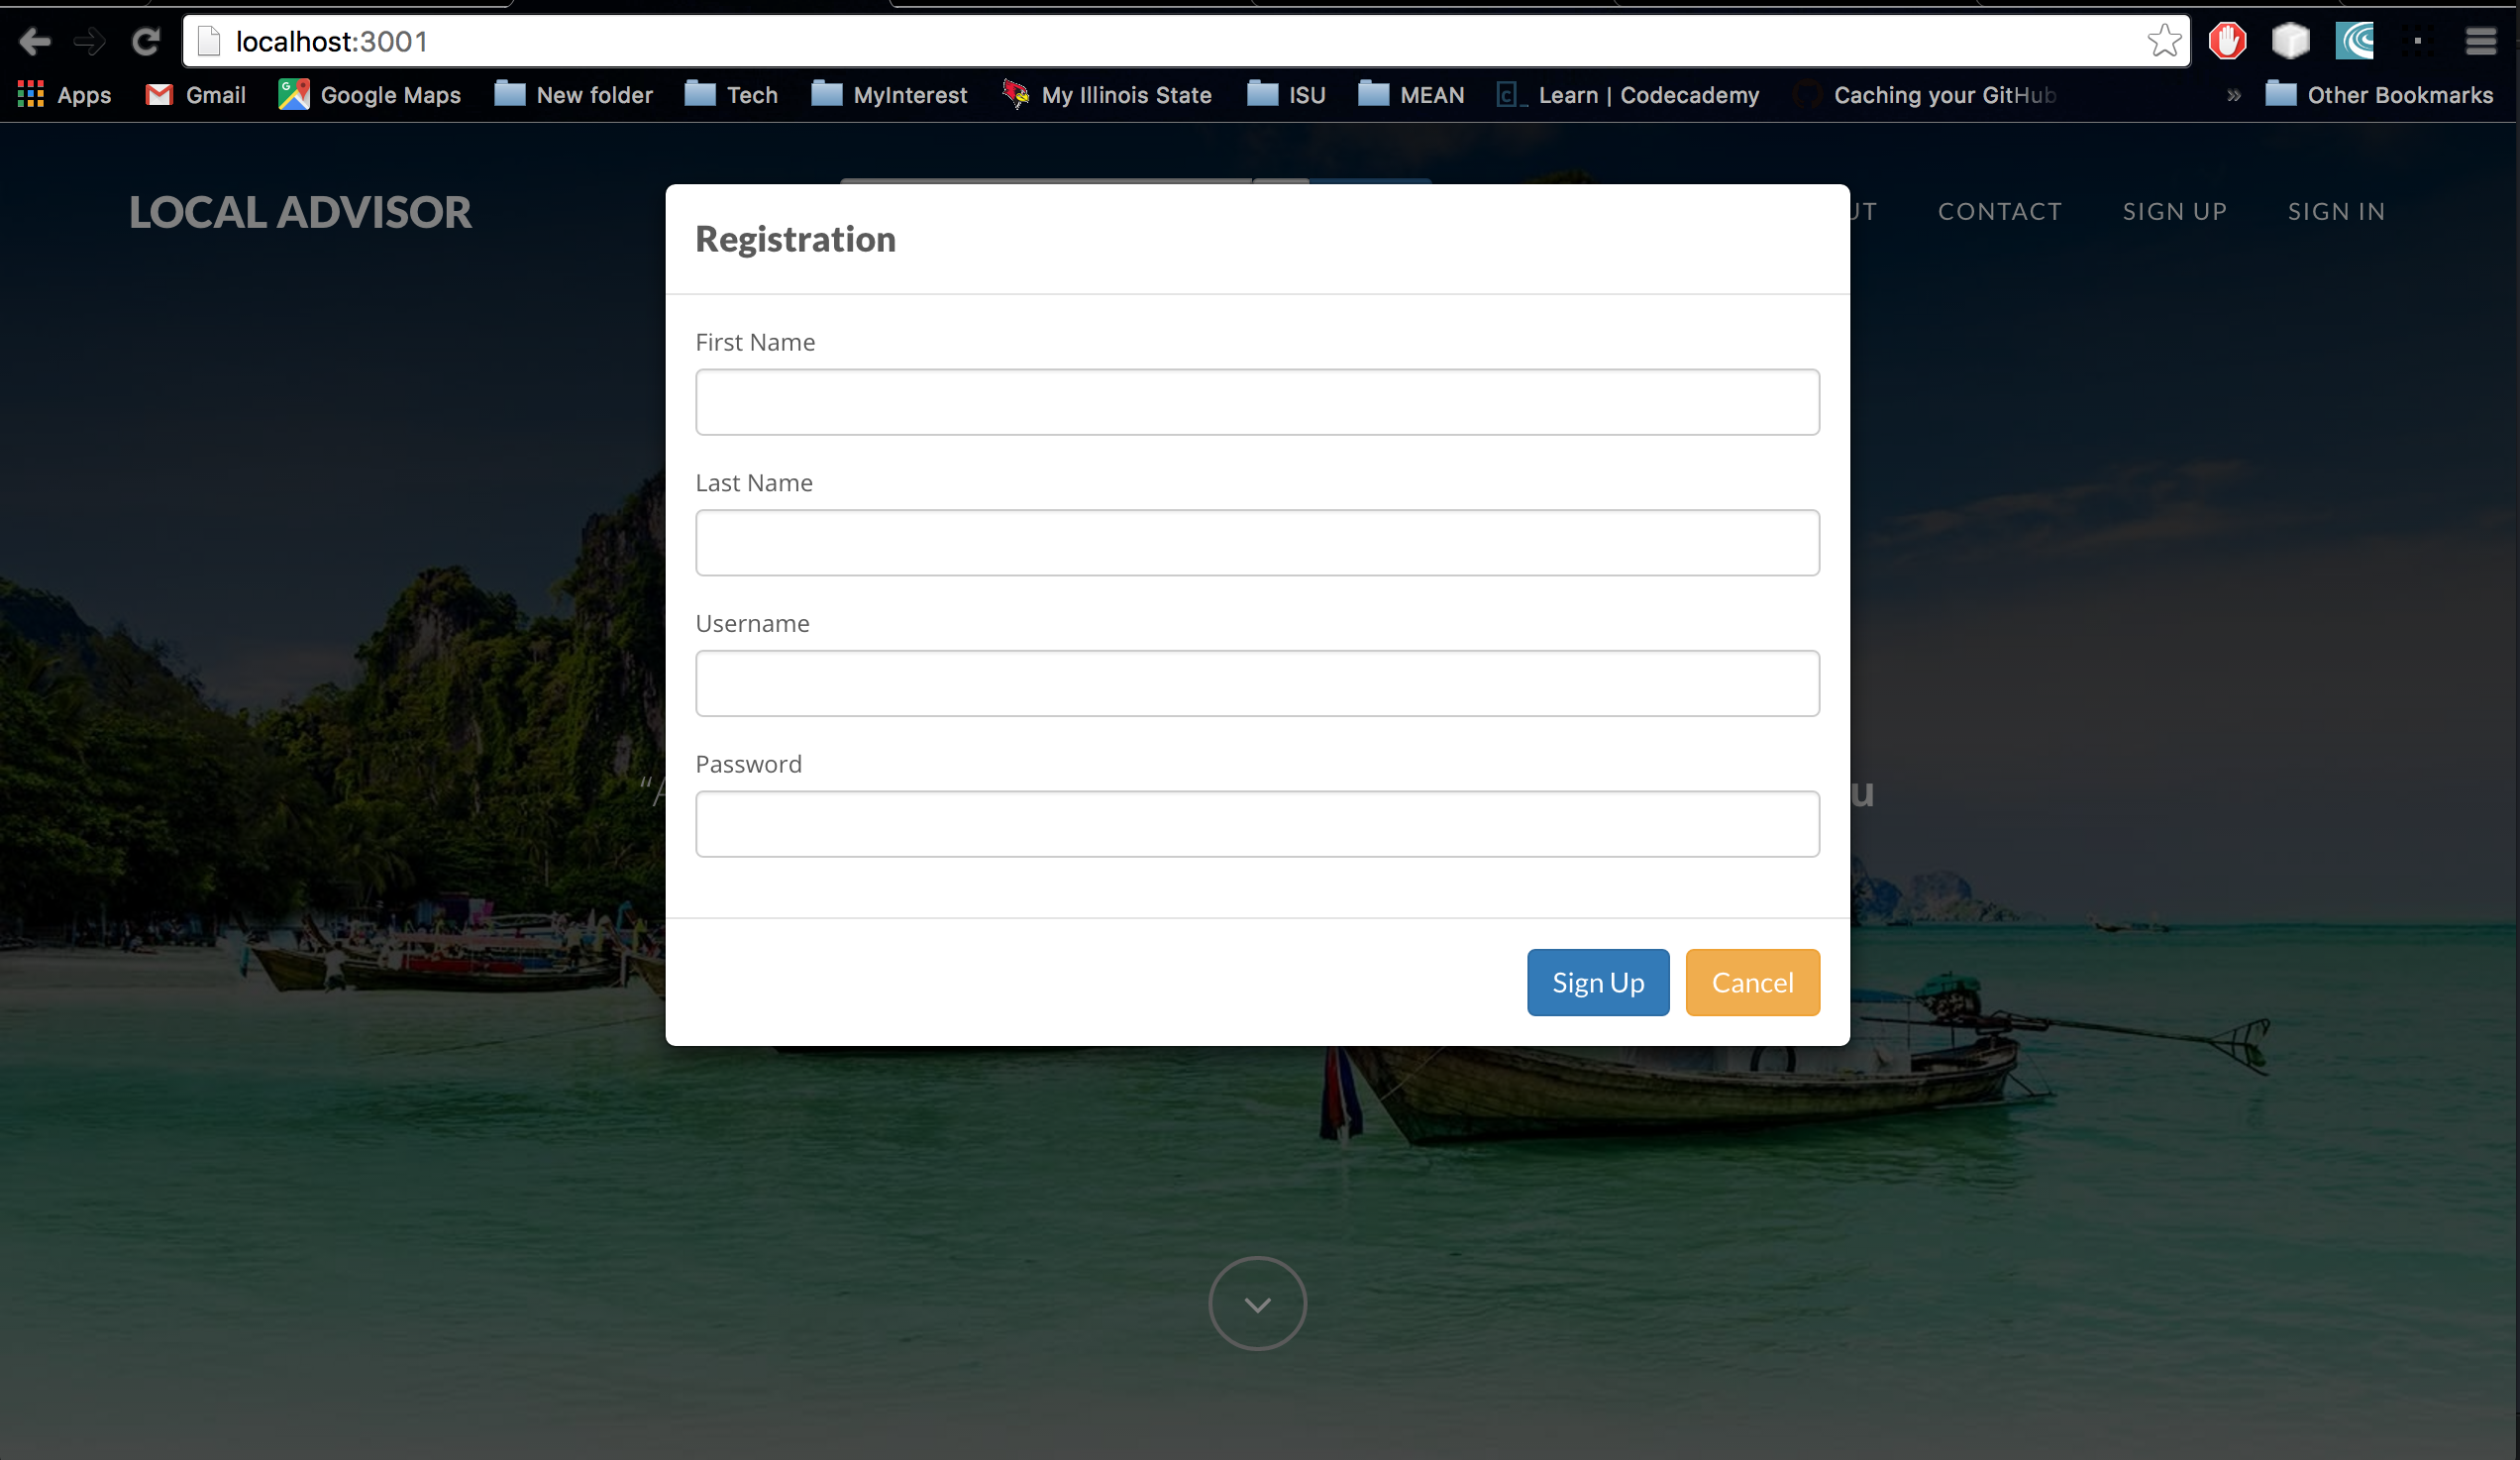 localhost:3001
Apps Gmail Google Maps New folder Tech MyInterest My Illinois State ISU MEAN Learn | Codecademy Caching your GitHub » Other Bookmarks
LOCAL ADVISOR
UT CONTACT SIGN UP SIGN IN
Registration
First Name
Last Name
Username
Password
“A
u
Sign Up Cancel